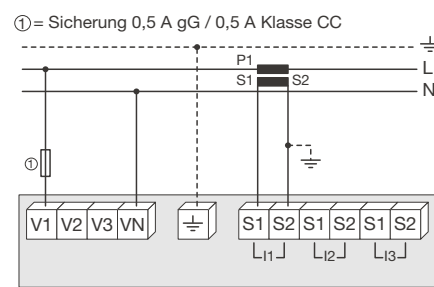 ①= Sicherung 0,5 A gG / 0,5 A Klasse CC
P1
L
S1 S2
N
①
V1 V2 V3 VN S1 S2 S1 S2 S1 S2
I1 I2 I3